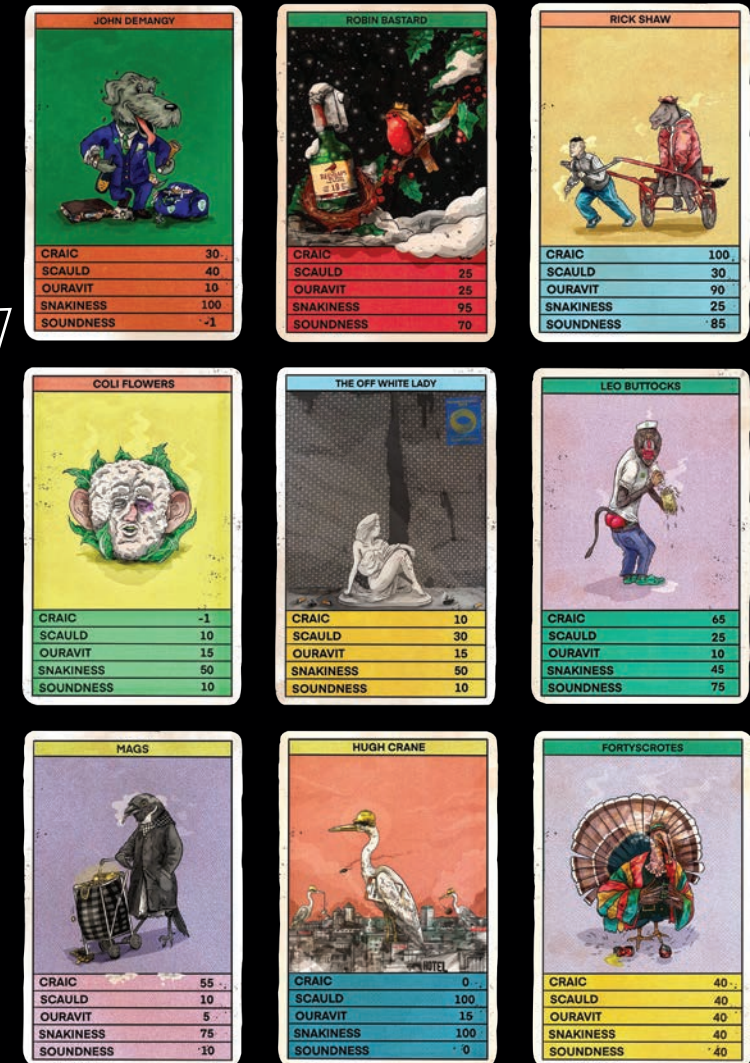 JOHN DEMANGY
CRAIC 30
SCAULD 40
OURAVIT 10
SNAKINESS 100
SOUNDNESS -1
ROBIN BASTARD
CRAIC
SCAULD 25
OURAVIT 25
SNAKINESS 95
SOUNDNESS 70
RICK SHAW
CRAIC 100
SCAULD 30
OURAVIT 90
SNAKINESS 25
SOUNDNESS 85
COLI FLOWERS
CRAIC -1
SCAULD 10
OURAVIT 15
SNAKINESS 50
SOUNDNESS 10
THE OFF WHITE LADY
CRAIC 10
SCAULD 30
OURAVIT 15
SNAKINESS 50
SOUNDNESS 10
LEO BUTTOCKS
CRAIC 65
SCAULD 25
OURAVIT 10
SNAKINESS 45
SOUNDNESS 75
MAGS
CRAIC 55
SCAULD 10
OURAVIT 5
SNAKINESS 75
SOUNDNESS 10
HUGH CRANE
HOTEL
CRAIC 0
SCAULD 100
OURAVIT 15
SNAKINESS 100
SOUNDNESS 0
FORTYSCROTES
CRAIC 40
SCAULD 40
OURAVIT 40
SNAKINESS 40
SOUNDNESS 40